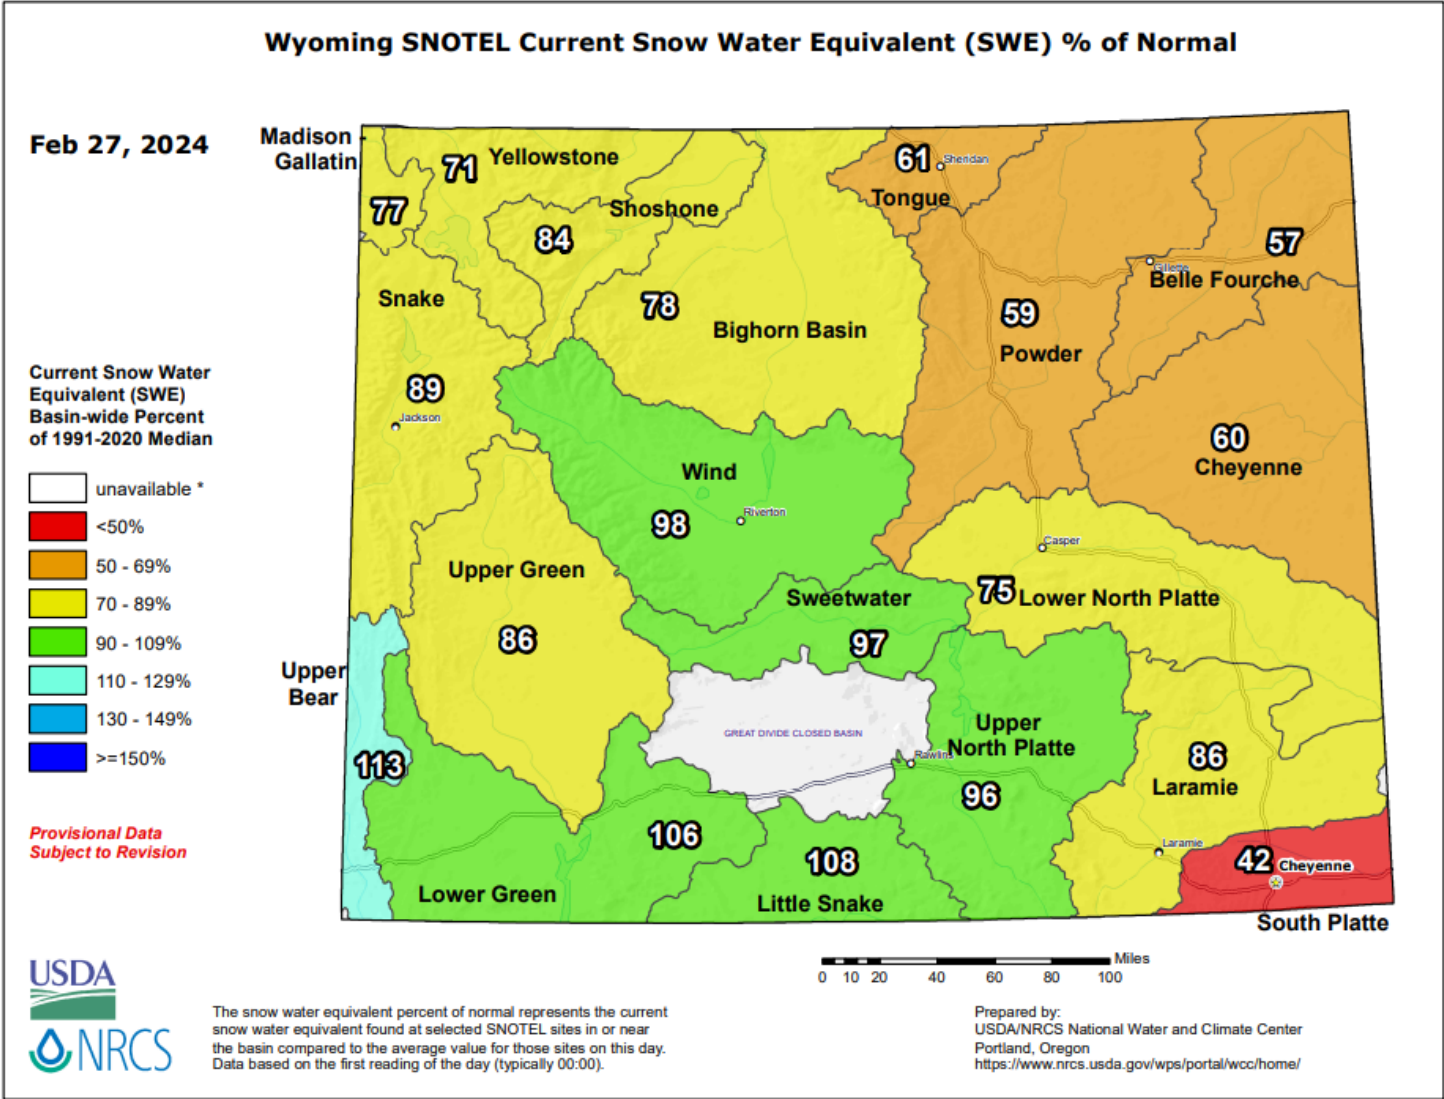 Wyoming SNOTEL Current Snow Water Equivalent (SWE) % of Normal
Feb 27, 2024
Madison
Gallatin
71
Yellowstone
61
Sheridan
Tongue
77
Shoshone
84
57
Gillette
Belle Fourche
Snake
78
Bighorn Basin
59
Powder
89
Jackson
60
Cheyenne
Wind
98
Riverton
Casper
Upper Green
86
Sweetwater
97
75
Lower North Platte
Upper
Bear
113
GREAT DIVIDE CLOSED BASIN
Upper
North Platte
Rawlins
96
86
Laramie
106
108
Laramie
42
Cheyenne
Lower Green
Little Snake
South Platte
Current Snow Water
Equivalent (SWE)
Basin-wide Percent
of 1991-2020 Median
unavailable *
<50%
50 - 69%
70 - 89%
90 - 109%
110 - 129%
130 - 149%
>=150%
Provisional Data
Subject to Revision
Miles
0 10 20 40 60 80 100
USDA
NRCS
The snow water equivalent percent of normal represents the current
snow water equivalent found at selected SNOTEL sites in or near
the basin compared to the average value for those sites on this day.
Data based on the first reading of the day (typically 00:00).
Prepared by:
USDA/NRCS National Water and Climate Center
Portland, Oregon
https://www.nrcs.usda.gov/wps/portal/wcc/home/